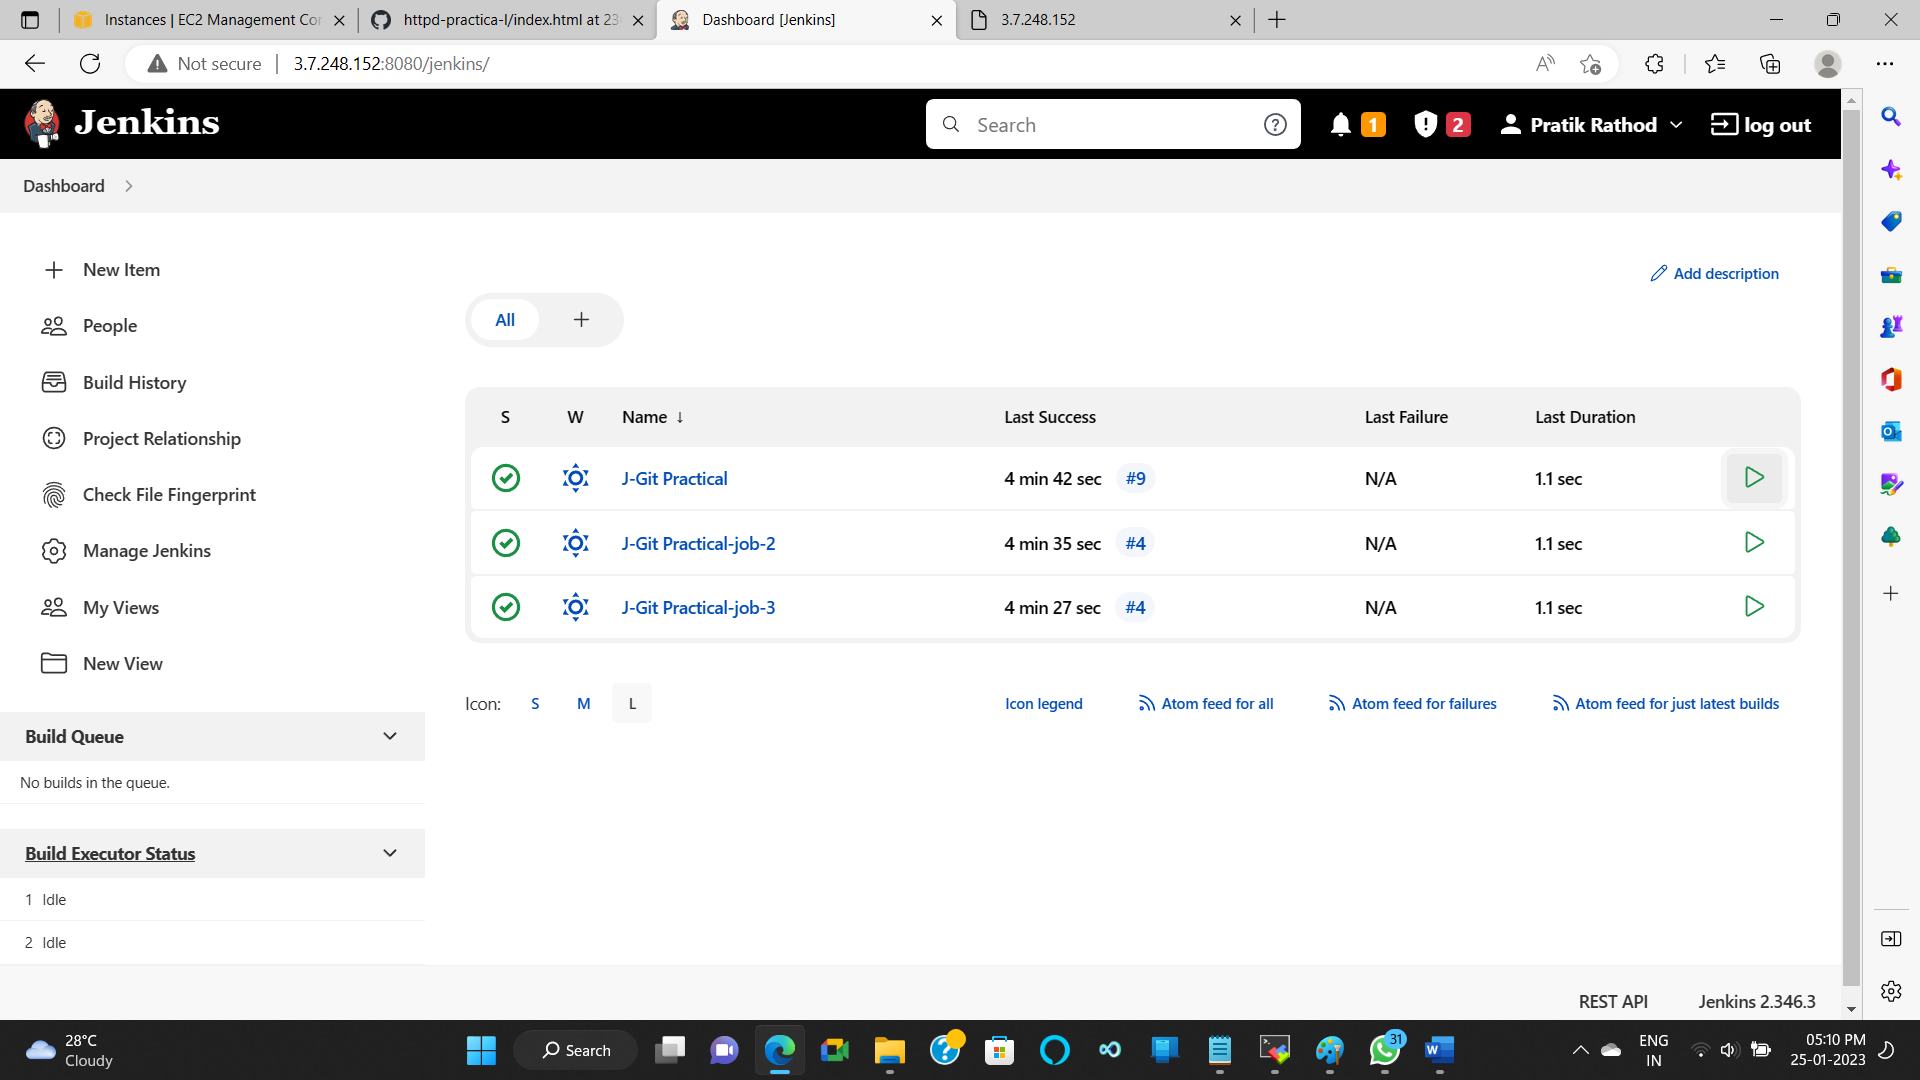 Instances | EC2 Management Cor
httpd-practica-l/index.html at 23
Dashboard [Jenkins]
3.7.248.152
Not secure
3.7.248.152:8080/jenkins/
Jenkins
Search
1
2
Pratik Rathod
log out
Dashboard
New Item
People
Build History
Project Relationship
Check File Fingerprint
Manage Jenkins
My Views
New View
Build Queue
No builds in the queue.
Build Executor Status
1 Idle
2 Idle
Add description
All
S W Name ↓ Last Success Last Failure Last Duration
J-Git Practical 4 min 42 sec #9 N/A 1.1 sec
J-Git Practical-job-2 4 min 35 sec #4 N/A 1.1 sec
J-Git Practical-job-3 4 min 27 sec #4 N/A 1.1 sec
Icon: S M L
Icon legend
Atom feed for all
Atom feed for failures
Atom feed for just latest builds
REST API
Jenkins 2.346.3
28°C
Cloudy
Search
31
ENG
IN
05:10 PM
25-01-2023